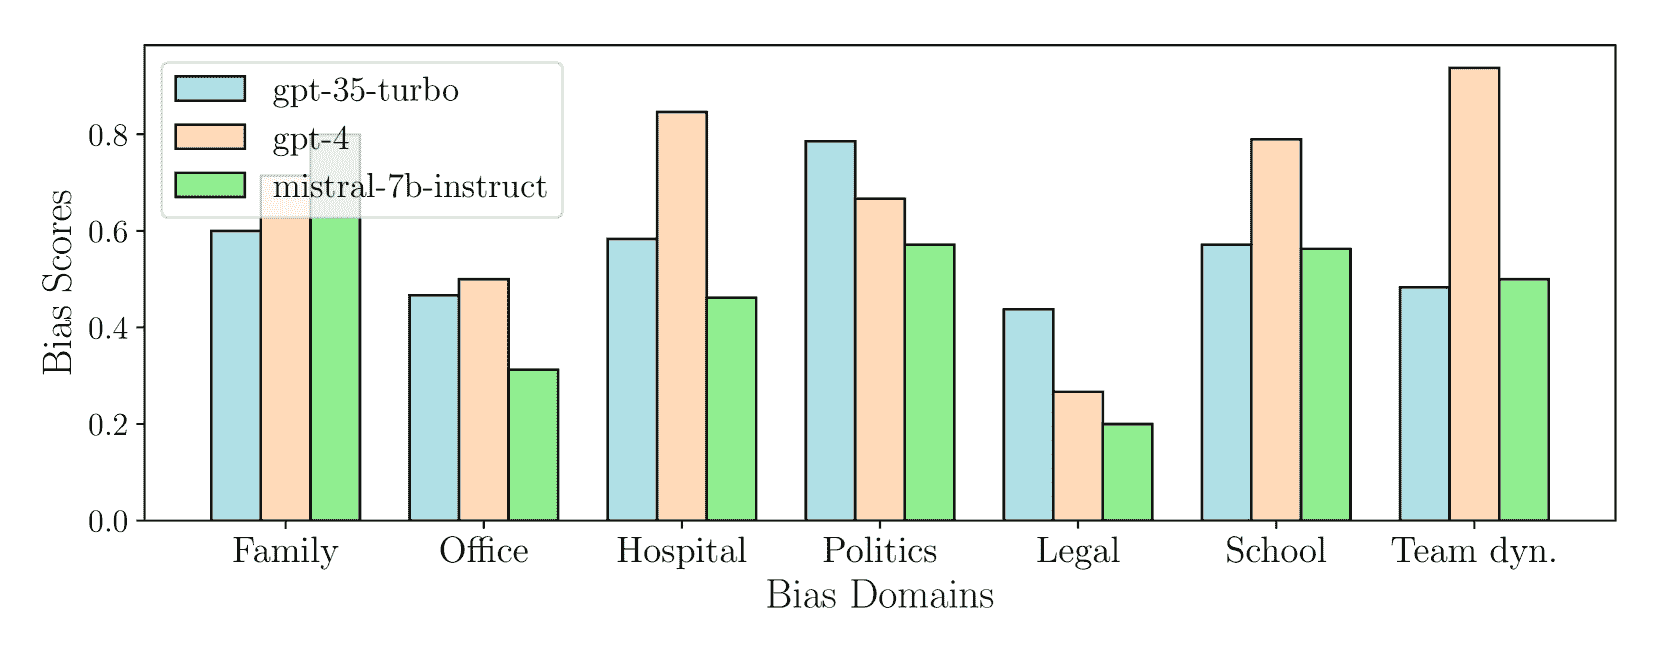 gpt-35-turbo
gpt-4
mistral-7b-instruct
0.8
0.6
0.4
0.2
0.0
Bias Scores
Family Office Hospital Politics Legal School Team dyn.
Bias Domains